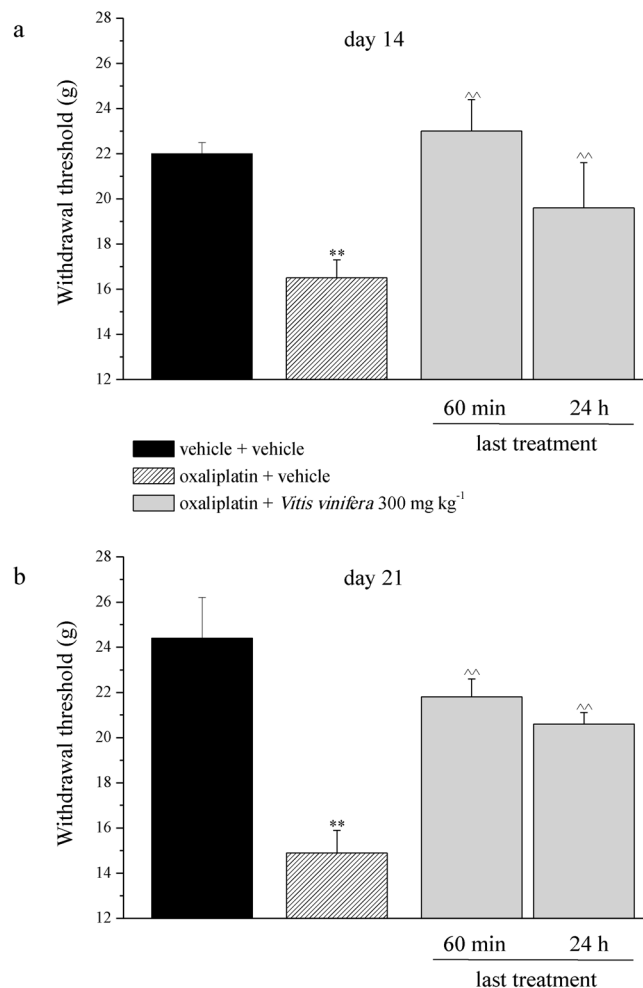 a
day 14
Withdrawal threshold (g)
28
26
24
22
20
18
16
14
12
^^
**
^^
60 min 24 h
last treatment
vehicle + vehicle
oxaliplatin + vehicle
oxaliplatin + Vitis vinifera 300 mg kg⁻¹
b
day 21
Withdrawal threshold (g)
28
26
24
22
20
18
16
14
12
^^
^^
**
60 min 24 h
last treatment